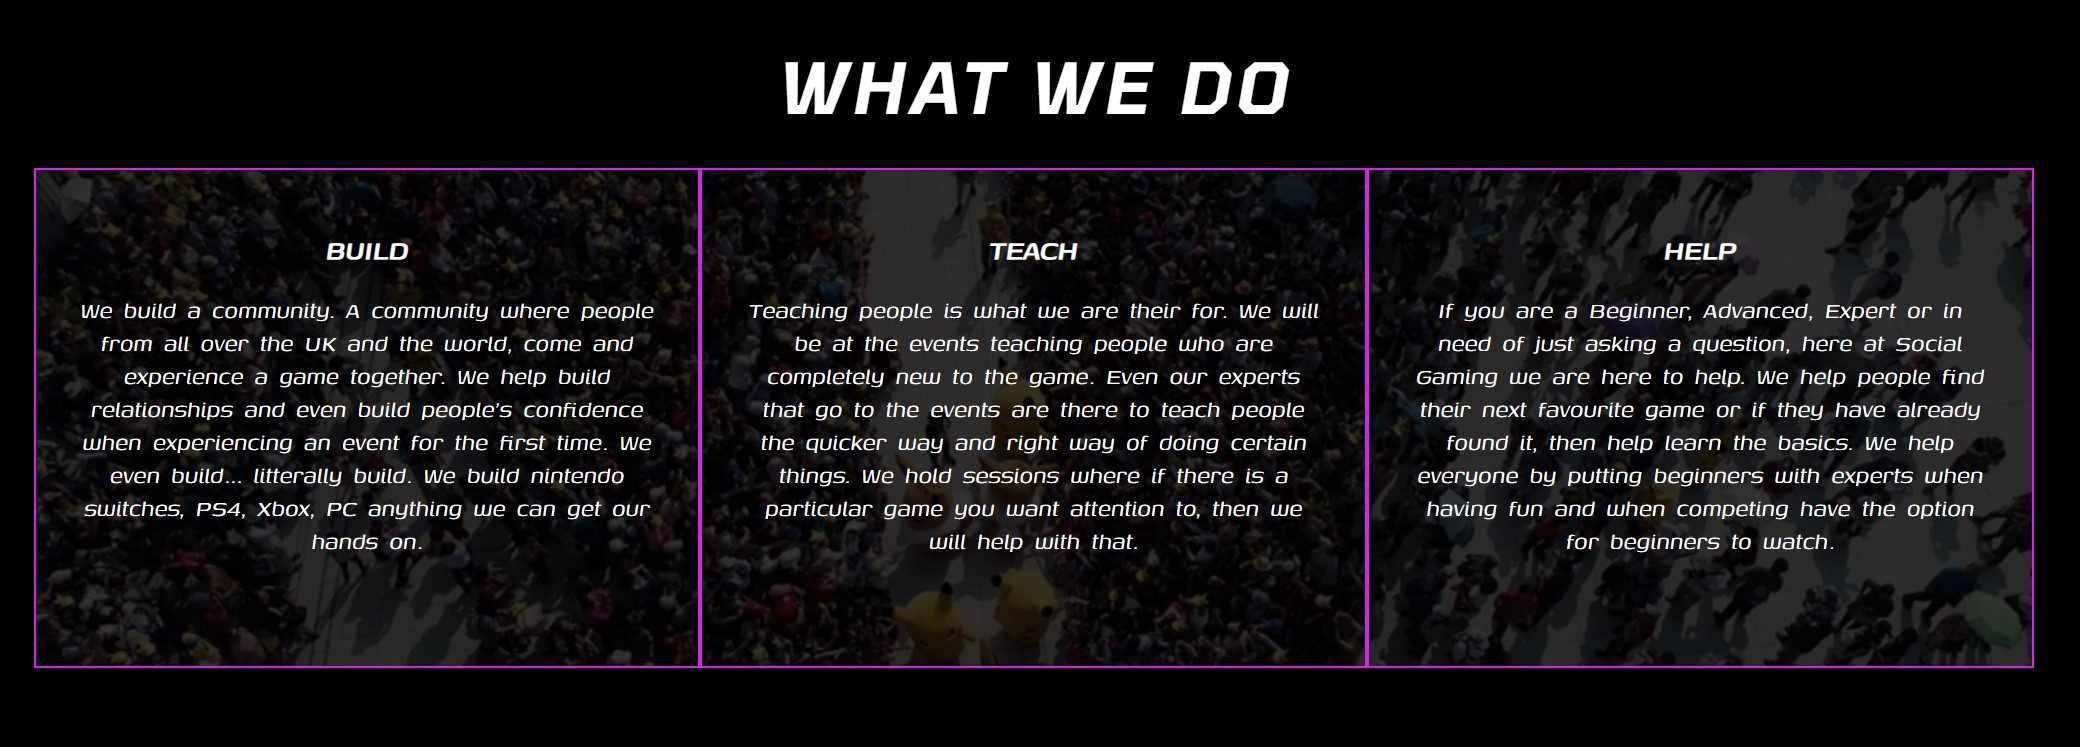 WHAT WE DO
BUILD
We build a community. A community where people
from all over the UK and the world, come and
experience a game together. We help build
relationships and even build people's confidence
when experiencing an event for the first time. We
even build... litterally build. We build nintendo
switches, PS4, Xbox, PC anything we can get our
hands on.
TEACH
Teaching people is what we are their for. We will
be at the events teaching people who are
completely new to the game. Even our experts
that go to the events are there to teach people
the quicker way and right way of doing certain
things. We hold sessions where if there is a
particular game you want attention to, then we
will help with that.
HELP
If you are a Beginner, Advanced, Expert or in
need of just asking a question, here at Social
Gaming we are here to help. We help people find
their next favourite game or if they have already
found it, then help learn the basics. We help
everyone by putting beginners with experts when
having fun and when competing have the option
for beginners to watch.